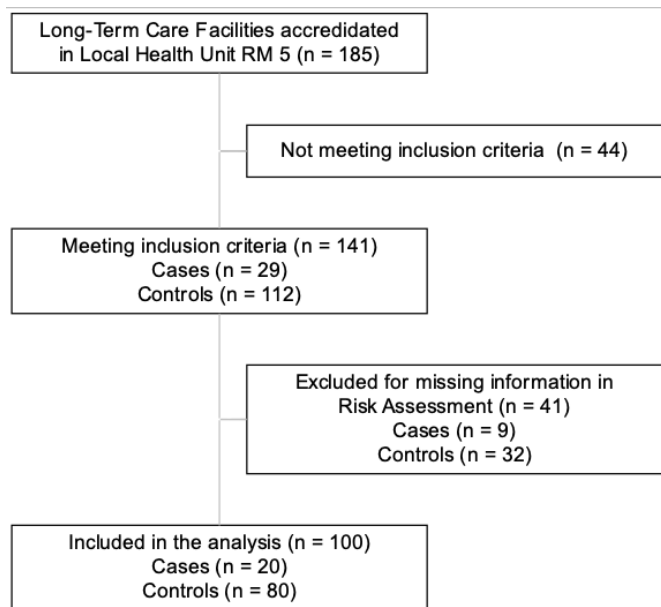 Long-Term Care Facilities accredidated
in Local Health Unit RM 5 (n = 185)
Not meeting inclusion criteria (n = 44)
Meeting inclusion criteria (n = 141)
Cases (n = 29)
Controls (n = 112)
Excluded for missing information in
Risk Assessment (n = 41)
Cases (n = 9)
Controls (n = 32)
Included in the analysis (n = 100)
Cases (n = 20)
Controls (n = 80)